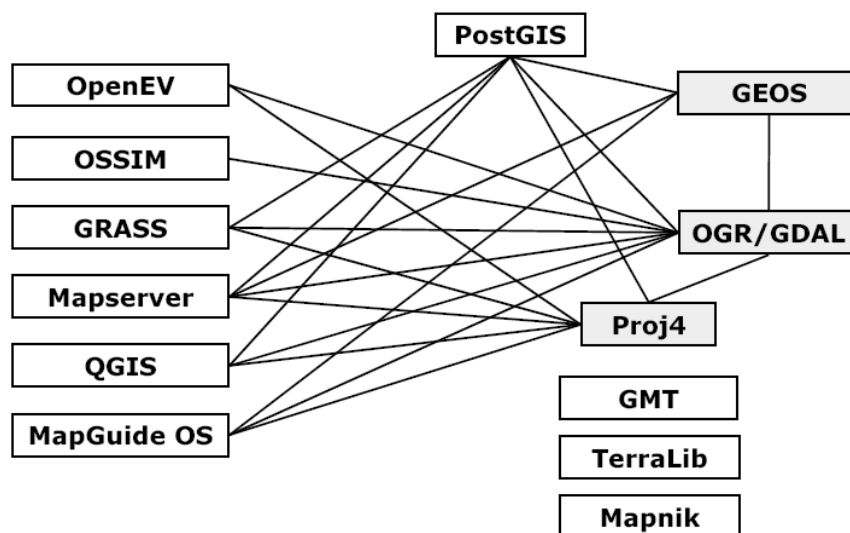 PostGIS
OpenEV
GEOS
OSSIM
GRASS
OGR/GDAL
Mapserver
Proj4
QGIS
GMT
MapGuide OS
TerraLib
Mapnik